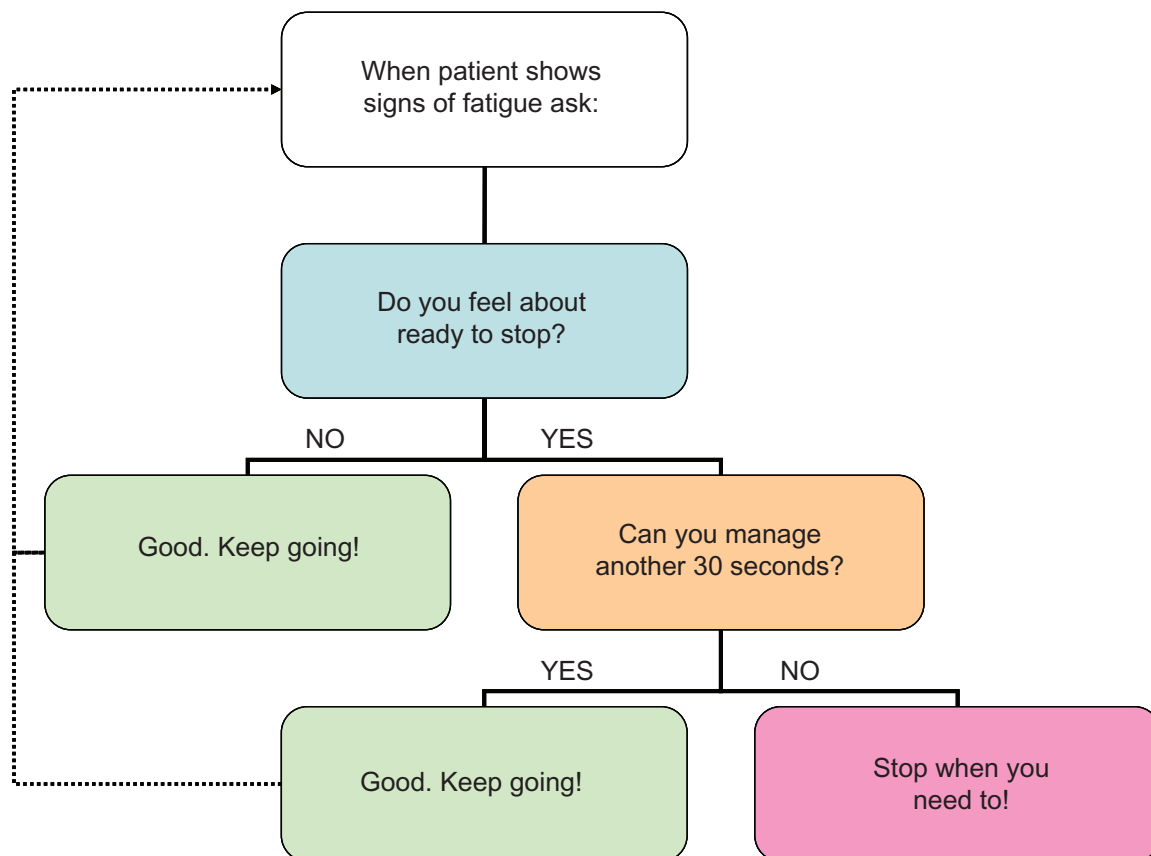 When patient shows
signs of fatigue ask:
Do you feel about
ready to stop?
NO
YES
Good. Keep going!
Can you manage
another 30 seconds?
YES
NO
Good. Keep going!
Stop when you
need to!